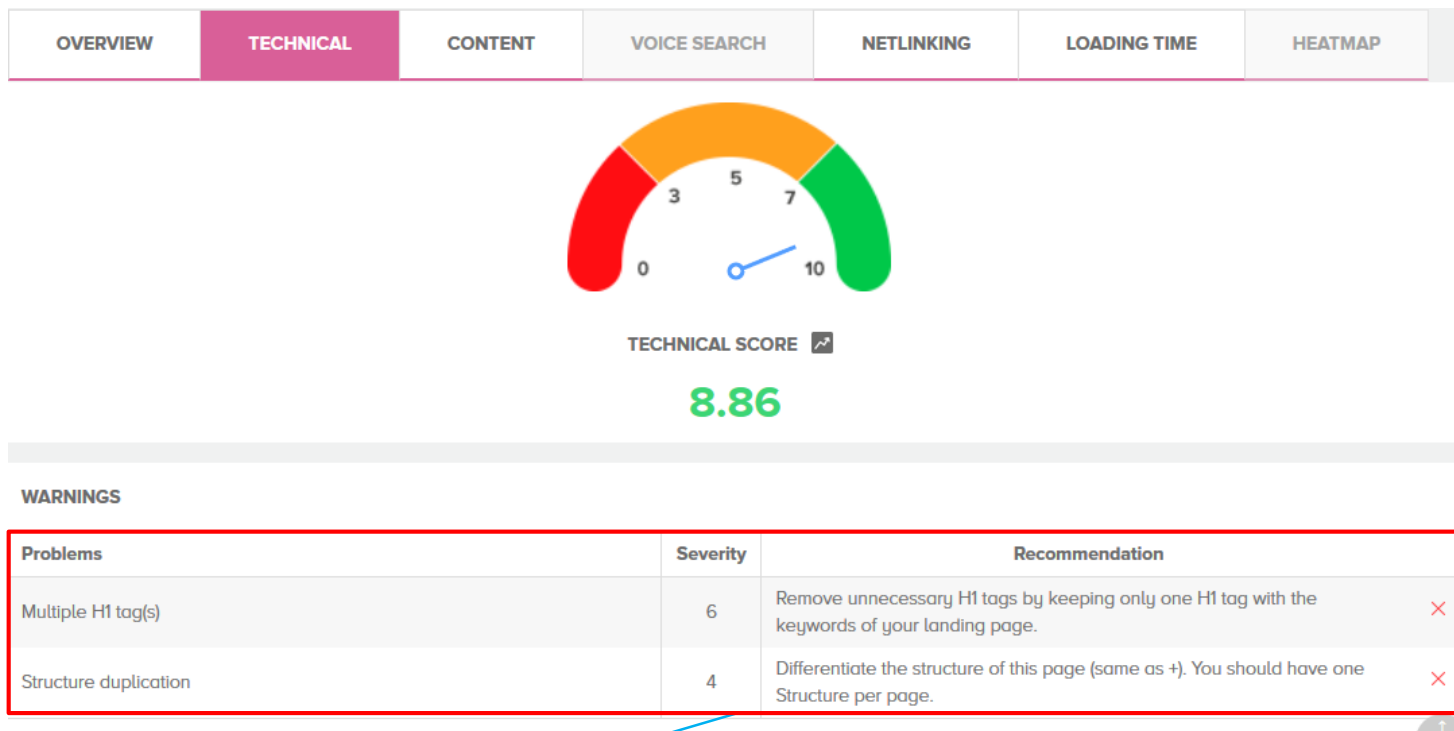 OVERVIEW TECHNICAL CONTENT VOICE SEARCH NETLINKING LOADING TIME HEATMAP
5
3 7
0 10
TECHNICAL SCORE
8.86
WARNINGS
Problems Severity Recommendation
Multiple H1 tag(s) 6 Remove unnecessary H1 tags by keeping only one H1 tag with the
keywords of your landing page.
Structure duplication 4 Differentiate the structure of this page (same as +). You should have one
Structure per page.